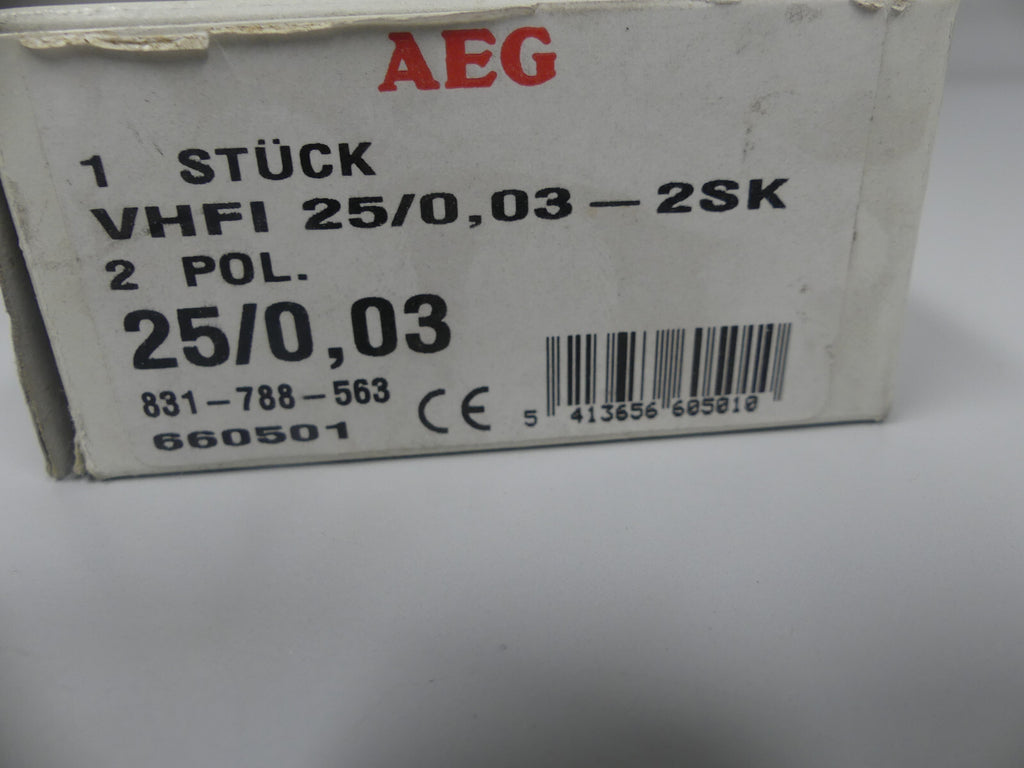 AEG
1 STÜCK
VHFI 25/0,03 – 2SK
2 POL.
25/0,03
831-788-563
660501
CE
5 413656 605010